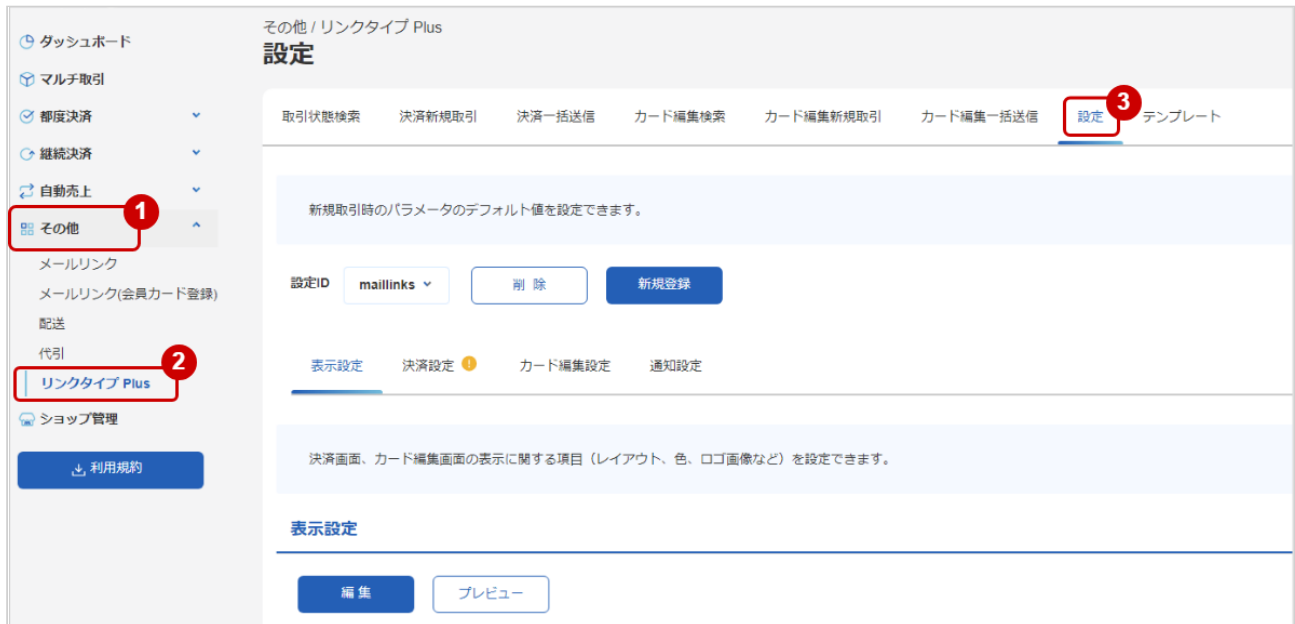 ダッシュボード
マルチ取引
都度決済
継続決済
自動売上
1
その他
メールリンク
メールリンク(会員カード登録)
配送
代引
2
リンクタイプ Plus
ショップ管理
利用規約
その他 / リンクタイプ Plus
設定
取引状態検索 決済新規取引 決済一括送信 カード編集検索 カード編集新規取引 カード編集一括送信 設定 3 テンプレート
新規取引時のパラメータのデフォルト値を設定できます。
設定ID maillinks 削 除 新規登録
表示設定 決済設定 ! カード編集設定 通知設定
決済画面、カード編集画面の表示に関する項目（レイアウト、色、ロゴ画像など）を設定できます。
表示設定
編 集 プレビュー